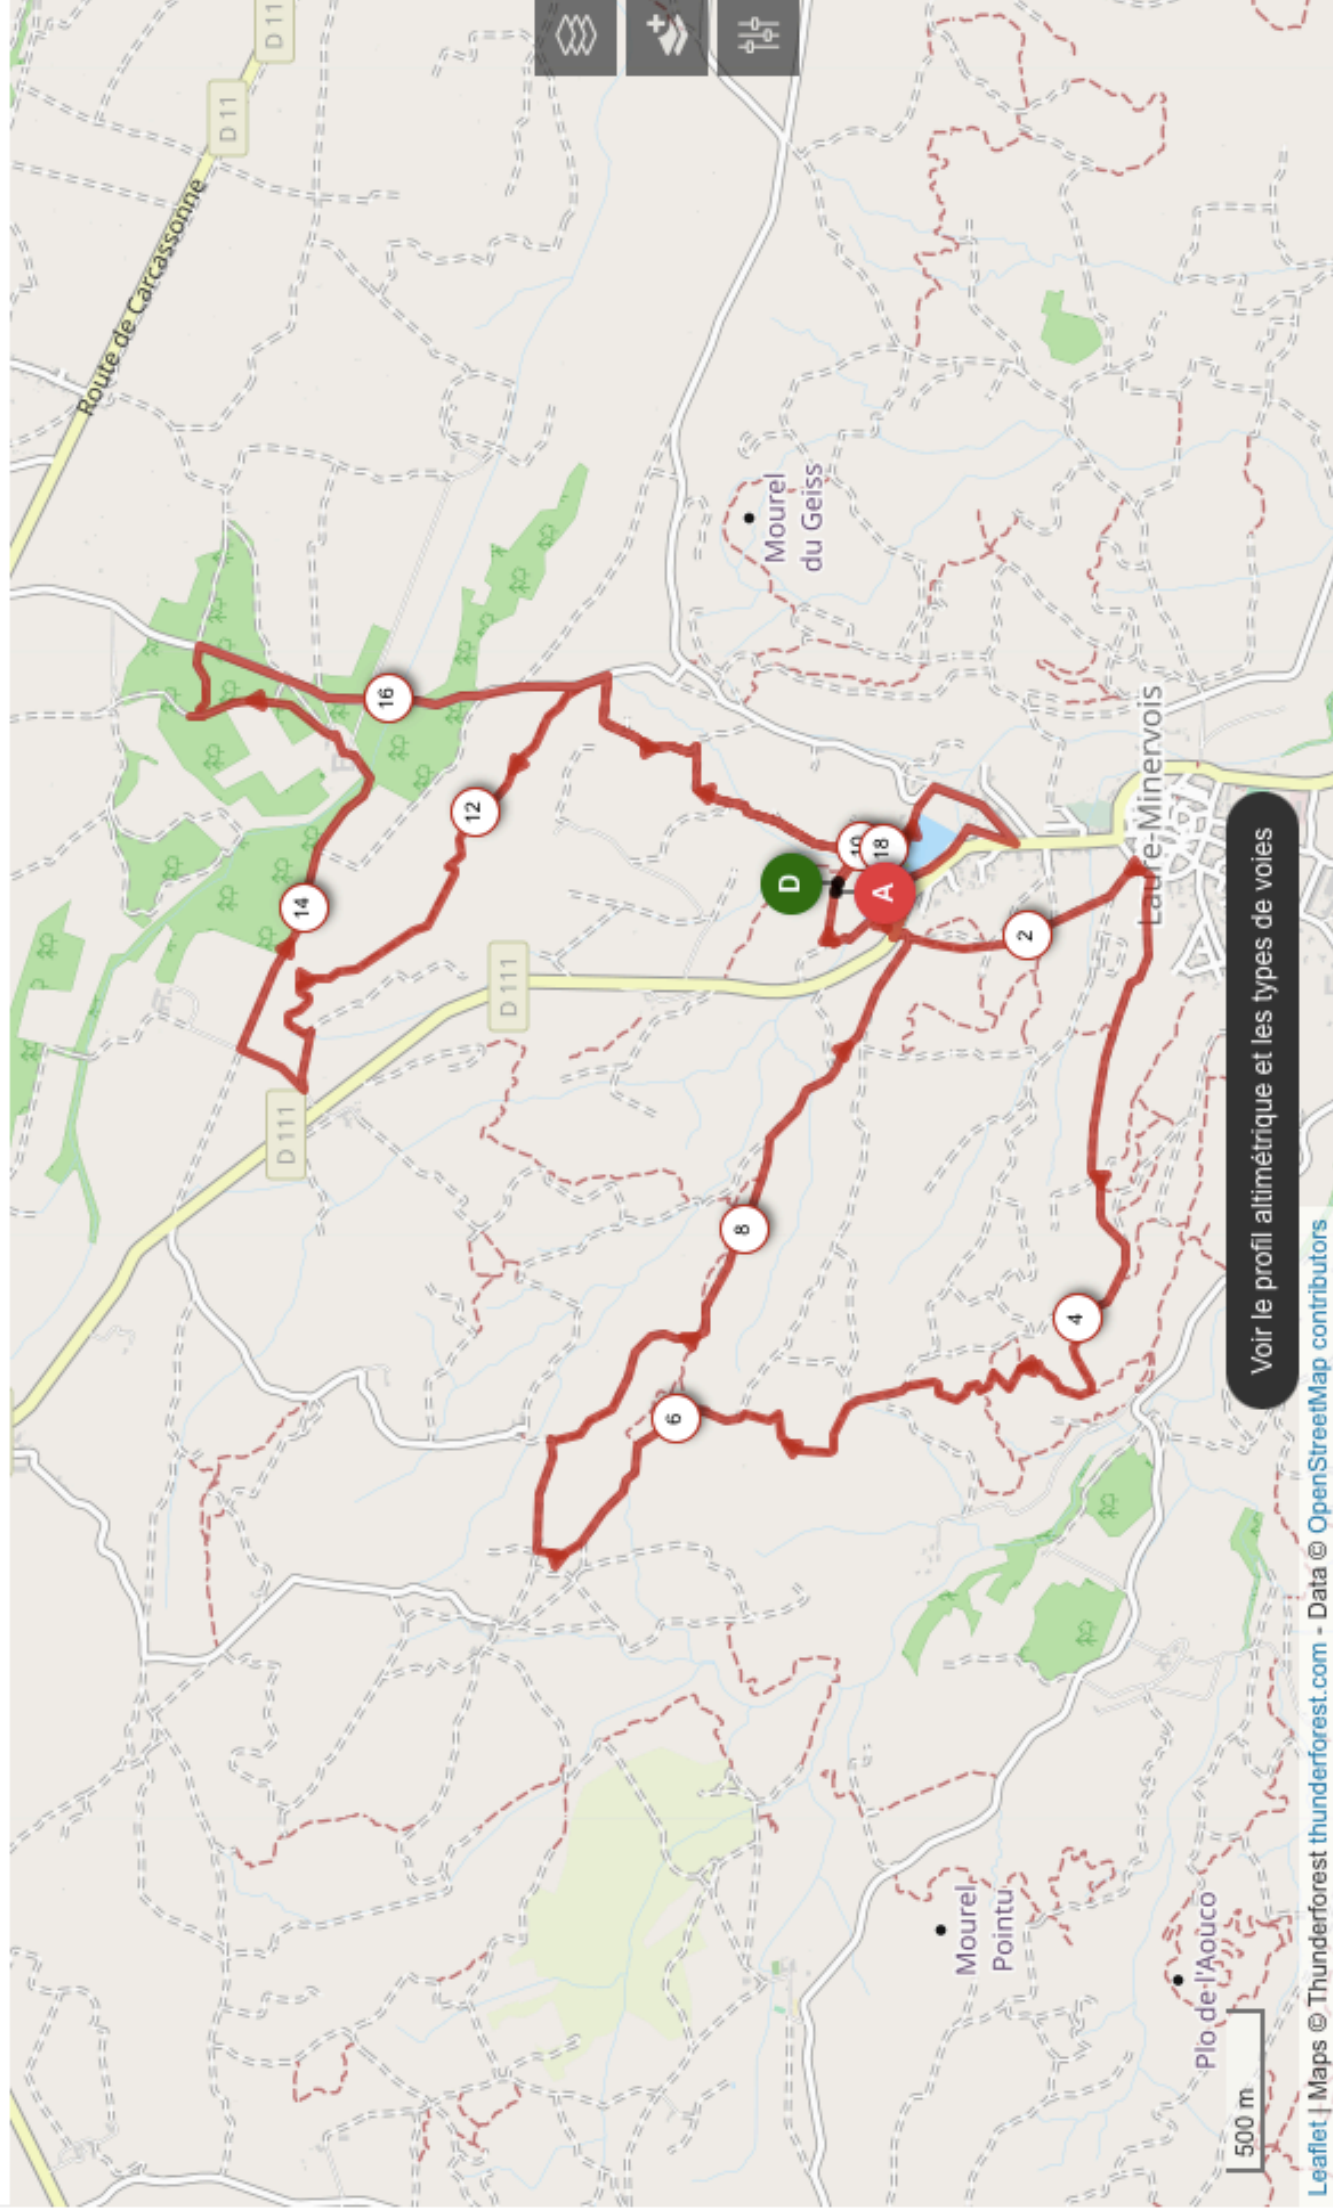 D 11
D 11
Route de Carcassonne
D 111
D 111
Mourel
du Geiss
Mourel
Pointu
Plo de l'Aouco
Laure-Minervois
D
A
2
4
6
8
10
12
14
16
18
500 m
Voir le profil altimétrique et les types de voies
Leaflet | Maps © Thunderforest thunderforest.com - Data © OpenStreetMap contributors